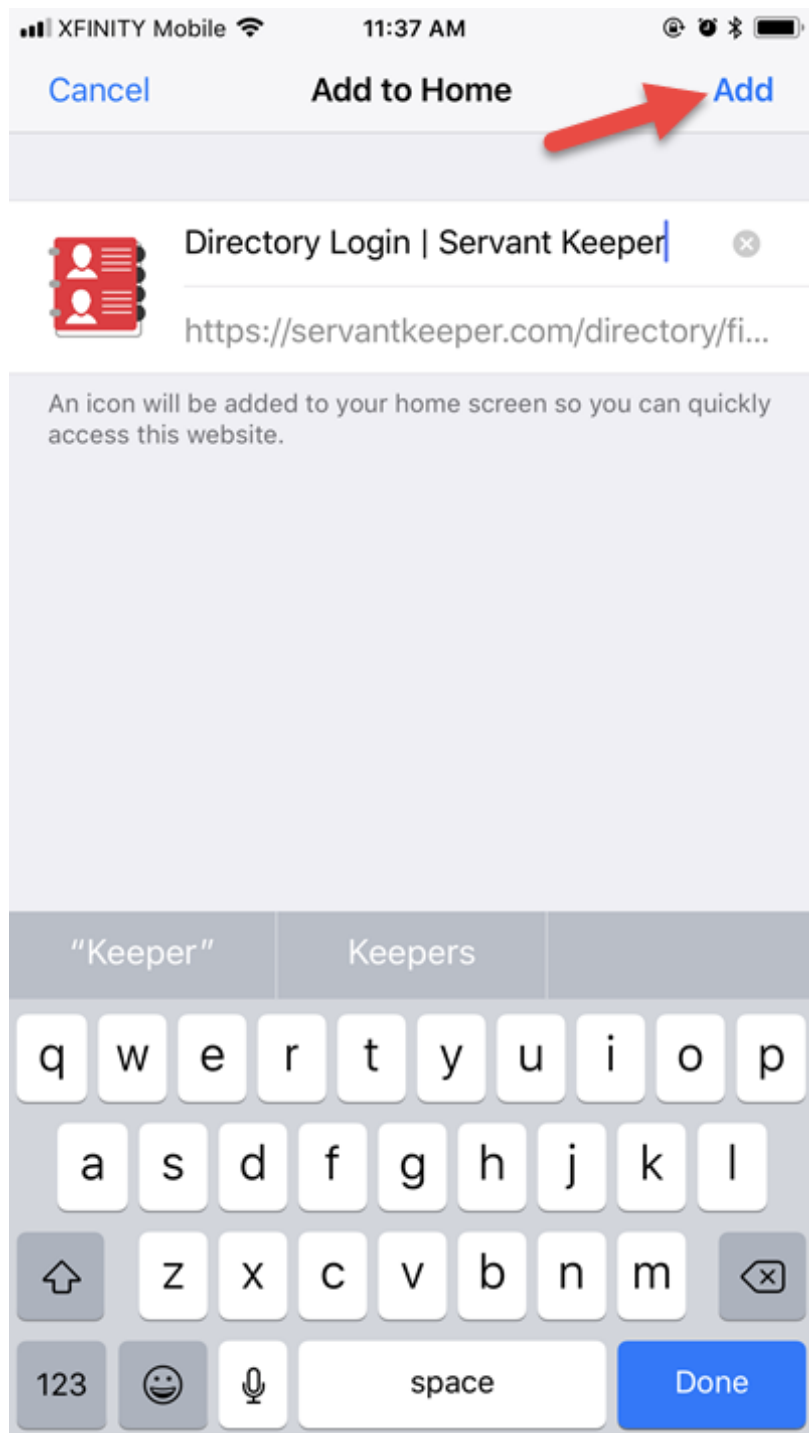 XFINITY Mobile 11:37 AM
Cancel Add to Home Add
Directory Login | Servant Keeper
https://servantkeeper.com/directory/fi...
An icon will be added to your home screen so you can quickly
access this website.
“Keeper” Keepers
q w e r t y u i o p
a s d f g h j k l
z x c v b n m
123 space Done